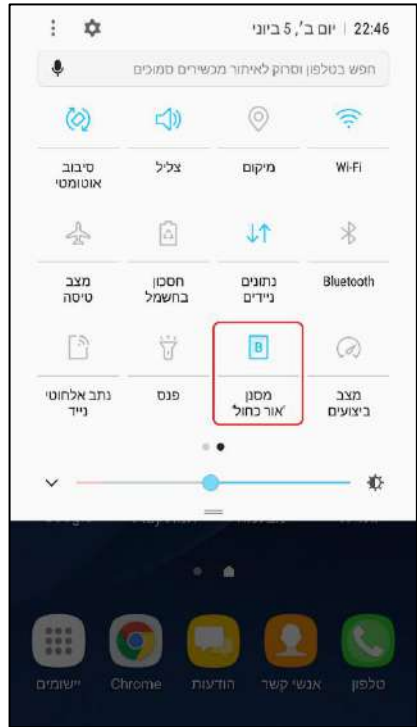 22:46 | יום ב', 5 ביוני
חפש בטלפון וסרוק לאיתור מכשירים סמוכים
Wi-Fi
מיקום
צליל
סיבוב
אוטומטי
Bluetooth
נתונים
ניידים
חסכון
בחשמל
מצב
טיסה
מצב
ביצועים
B
מסנן
'אור כחול'
פנס
נתב אלחוטי
נייד
טלפון
אנשי קשר
הודעות
Chrome
יישומים